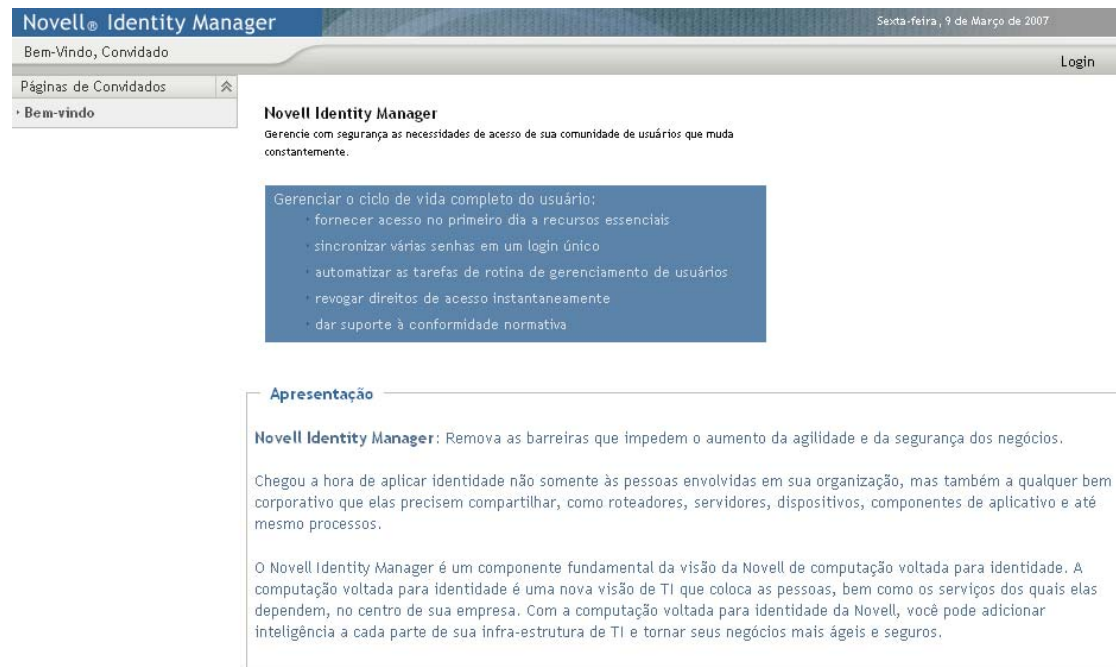 Novell® Identity Manager
Sexta-feira, 9 de Março de 2007
Bem-Vindo, Convidado
Login
Páginas de Convidados
Bem-vindo
Novell Identity Manager
Gerencie com segurança as necessidades de acesso de sua comunidade de usuários que muda
constantemente.
Gerenciar o ciclo de vida completo do usuário:
· fornecer acesso no primeiro dia a recursos essenciais
· sincronizar várias senhas em um login único
· automatizar as tarefas de rotina de gerenciamento de usuários
· revogar direitos de acesso instantaneamente
· dar suporte à conformidade normativa
Apresentação
Novell Identity Manager: Remova as barreiras que impedem o aumento da agilidade e da segurança dos negócios.
Chegou a hora de aplicar identidade não somente às pessoas envolvidas em sua organização, mas também a qualquer bem
corporativo que elas precisem compartilhar, como roteadores, servidores, dispositivos, componentes de aplicativo e até
mesmo processos.
O Novell Identity Manager é um componente fundamental da visão da Novell de computação voltada para identidade. A
computação voltada para identidade é uma nova visão de TI que coloca as pessoas, bem como os serviços dos quais elas
dependem, no centro de sua empresa. Com a computação voltada para identidade da Novell, você pode adicionar
inteligência a cada parte de sua infra-estrutura de TI e tornar seus negócios mais ágeis e seguros.